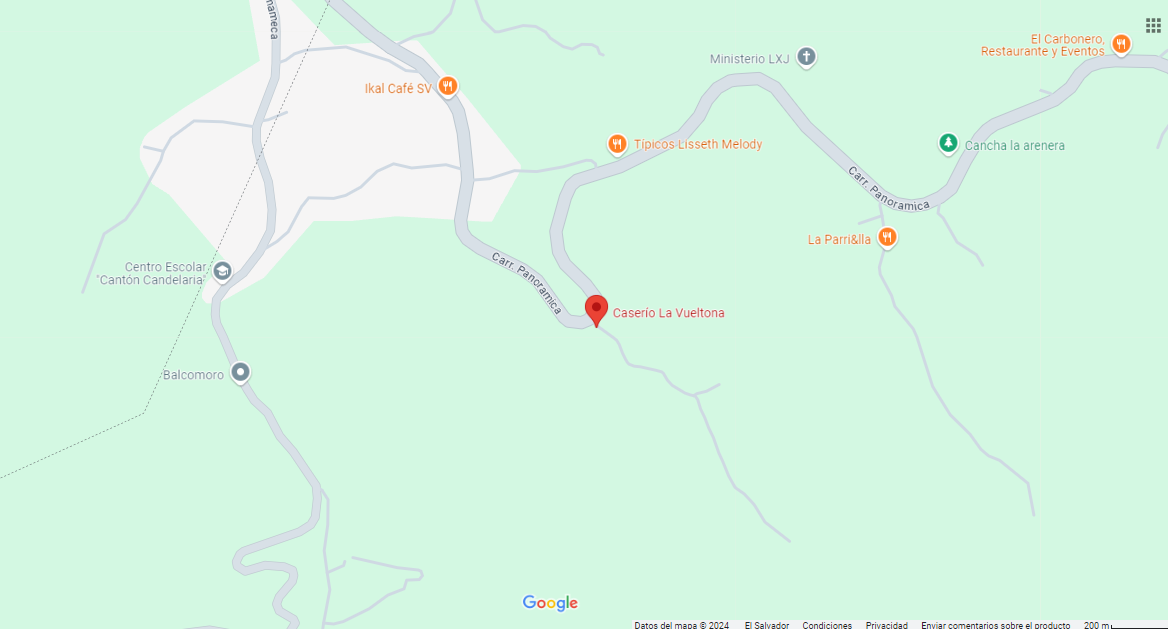 nameca
El Carbonero,
Restaurante y Eventos
Ministerio LXJ
Ikal Café SV
Típicos Lisseth Melody
Cancha la arenera
Carr. Panoramica
La Parri&lla
Centro Escolar
"Cantón Candelaria"
Carr. Panoramica
Caserío La Vueltona
Balcomoro
Google
Datos del mapa © 2024 El Salvador Condiciones Privacidad Enviar comentarios sobre el producto 200 m